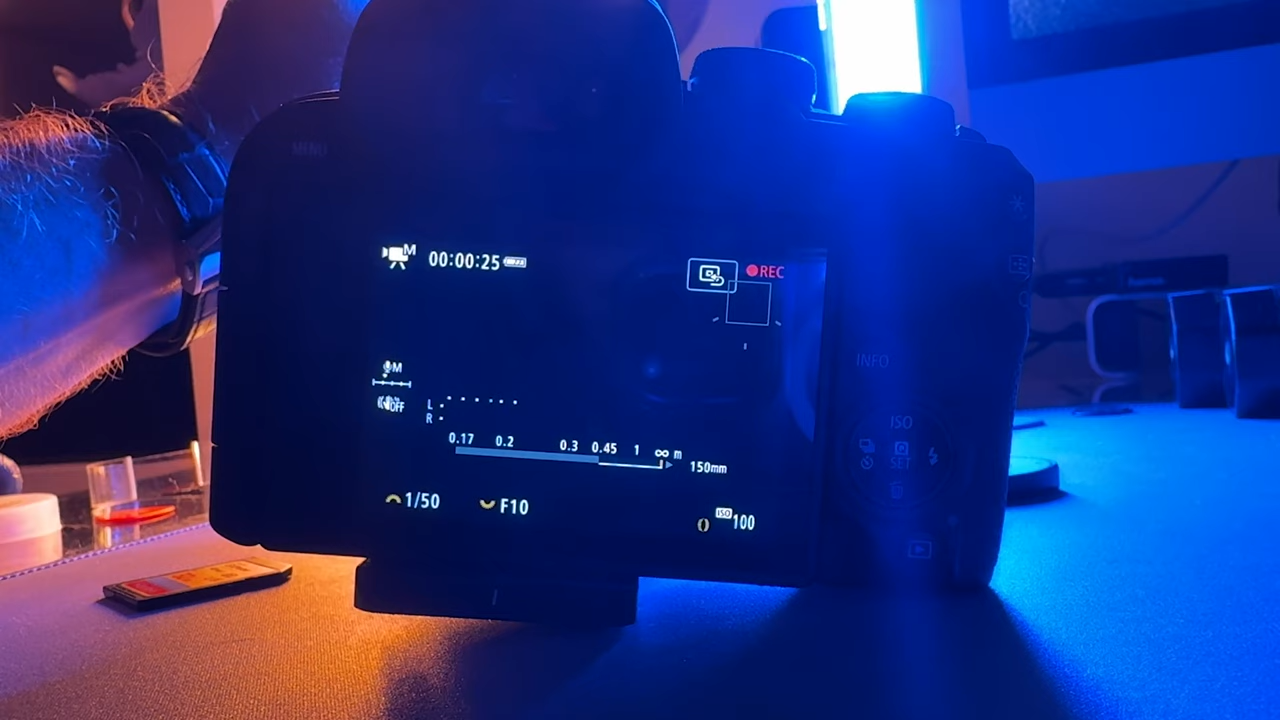 MENU
M
00:00:25
REC
M
OFF
INFO
L
R
ISO
0.17 0.2 0.3 0.45 1 ∞ m
150mm
SET
1/50
F10
ISO 100